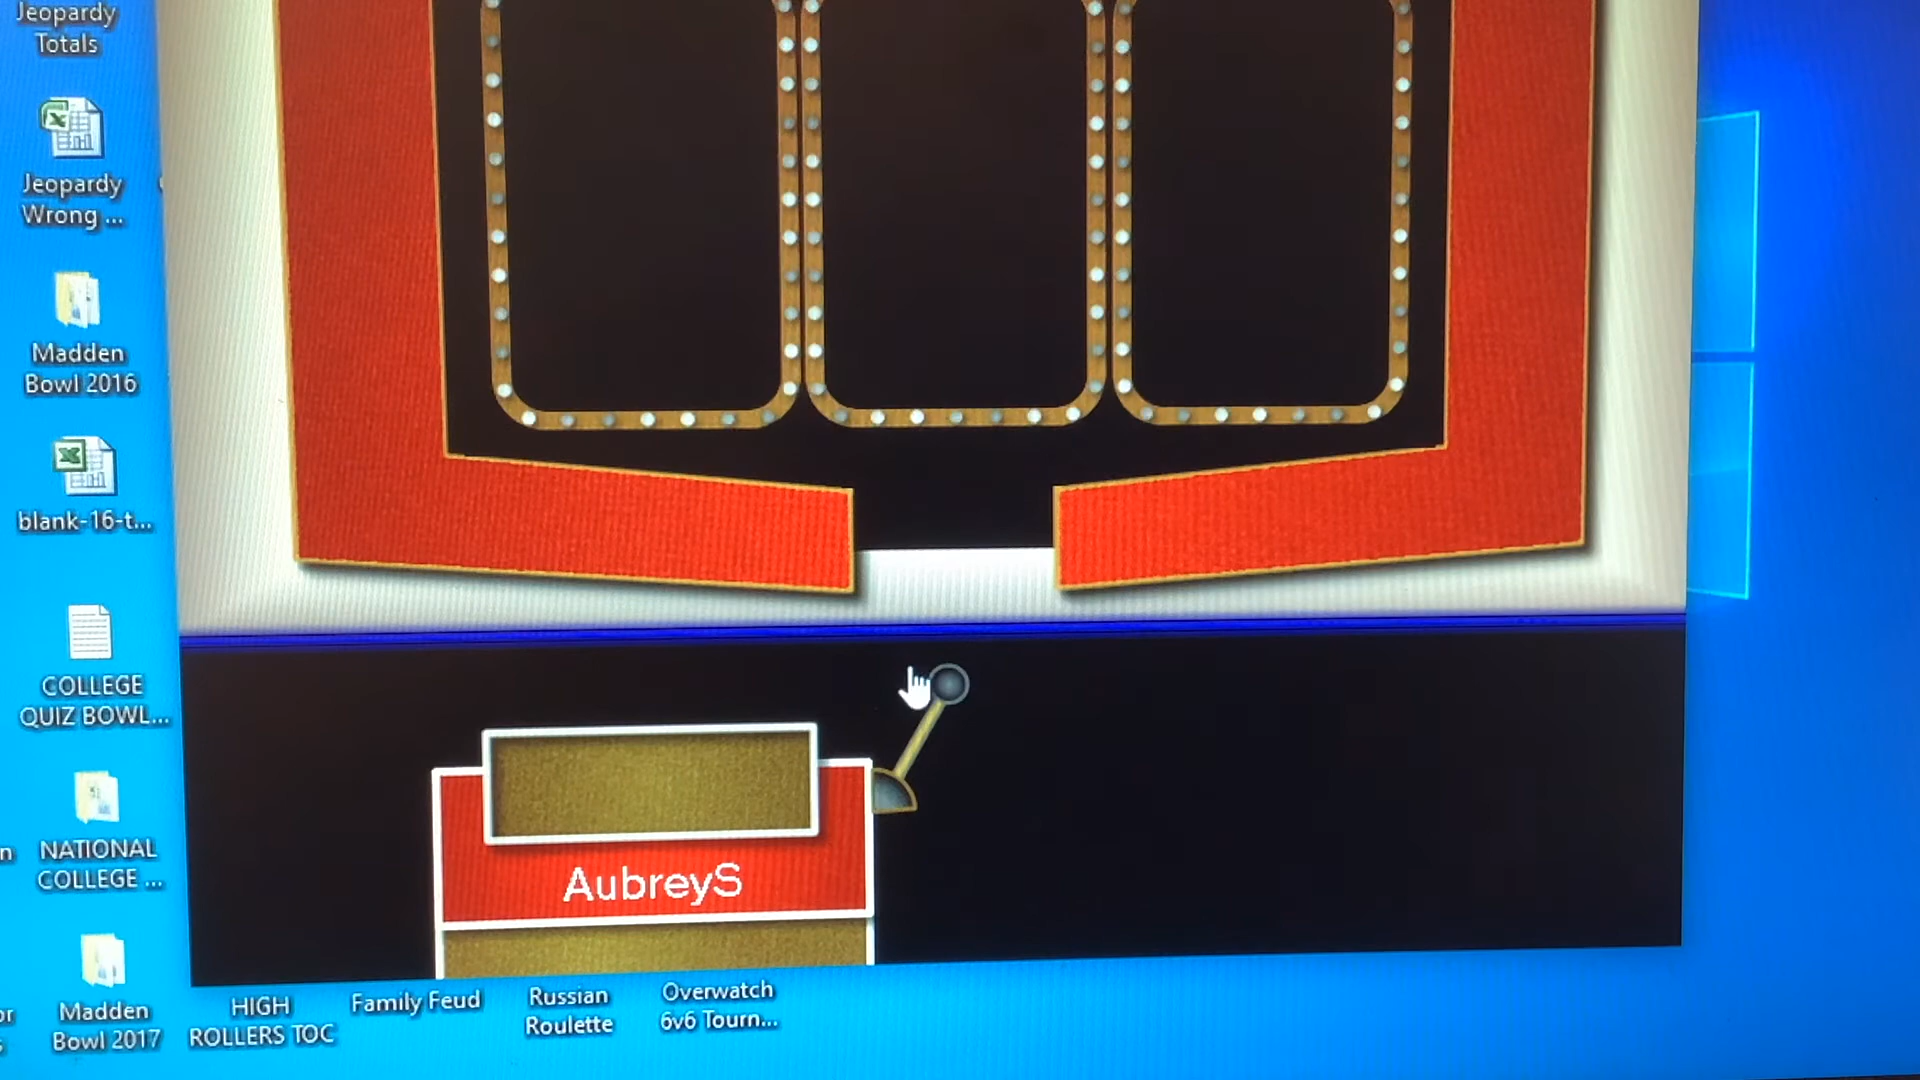 Jeopardy
Totals
Jeopardy
Wrong ...
Madden
Bowl 2016
blank-16-t...
COLLEGE
QUIZ BOWL...
NATIONAL
COLLEGE ...
Madden
Bowl 2017
HIGH
ROLLERS TOC
Family Feud
Russian
Roulette
Overwatch
6v6 Tourn...
AubreyS